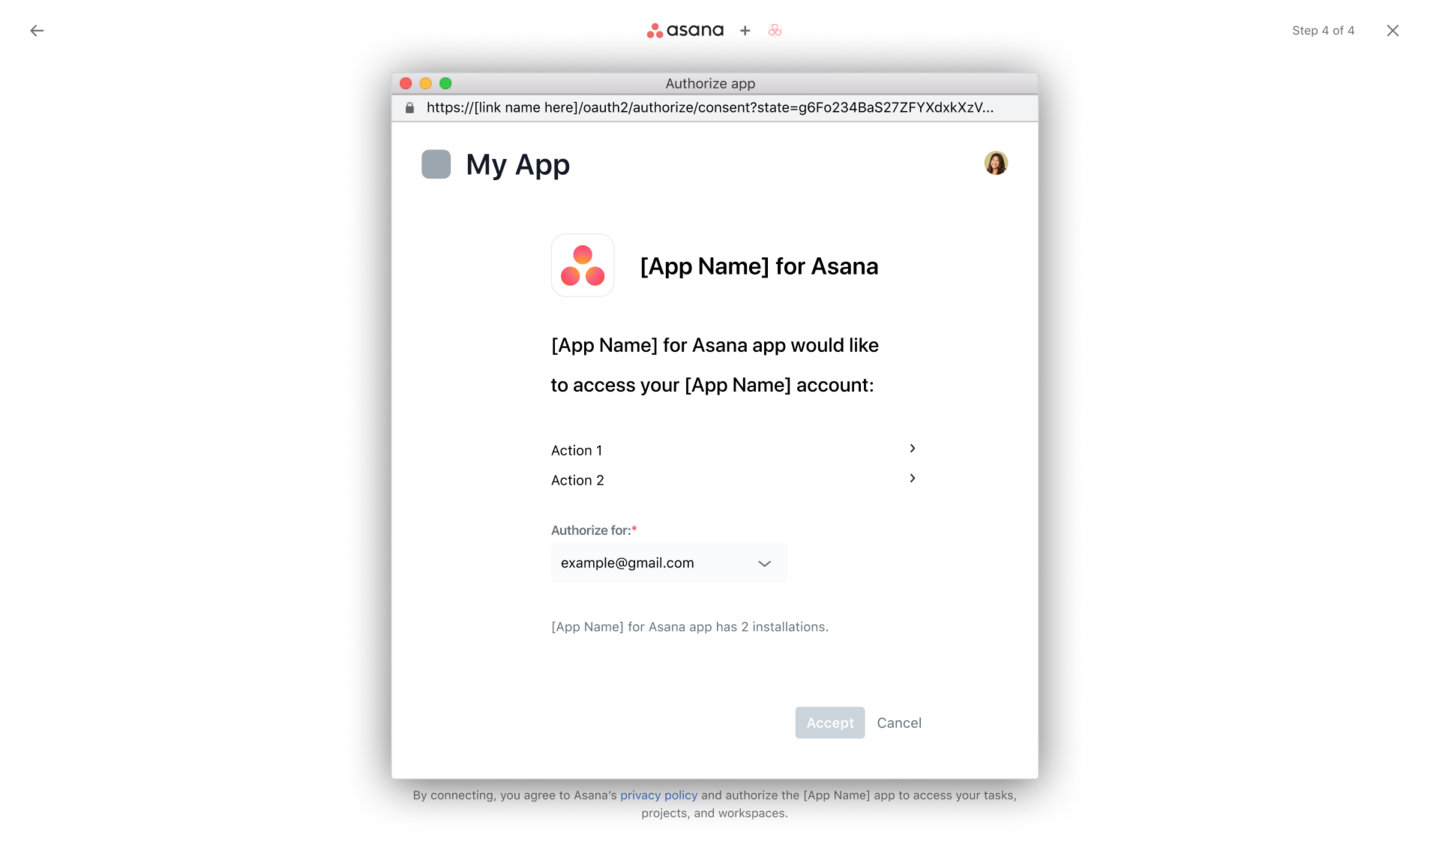 asana +
Step 4 of 4
Authorize app
https://[link name here]/oauth2/authorize/consent?state=g6Fo234BaS27ZFYXdxkXzV...
My App
[App Name] for Asana
[App Name] for Asana app would like
to access your [App Name] account:
Action 1
Action 2
Authorize for:*
example@gmail.com
[App Name] for Asana app has 2 installations.
Accept Cancel
By connecting, you agree to Asana’s privacy policy and authorize the [App Name] app to access your tasks,
projects, and workspaces.